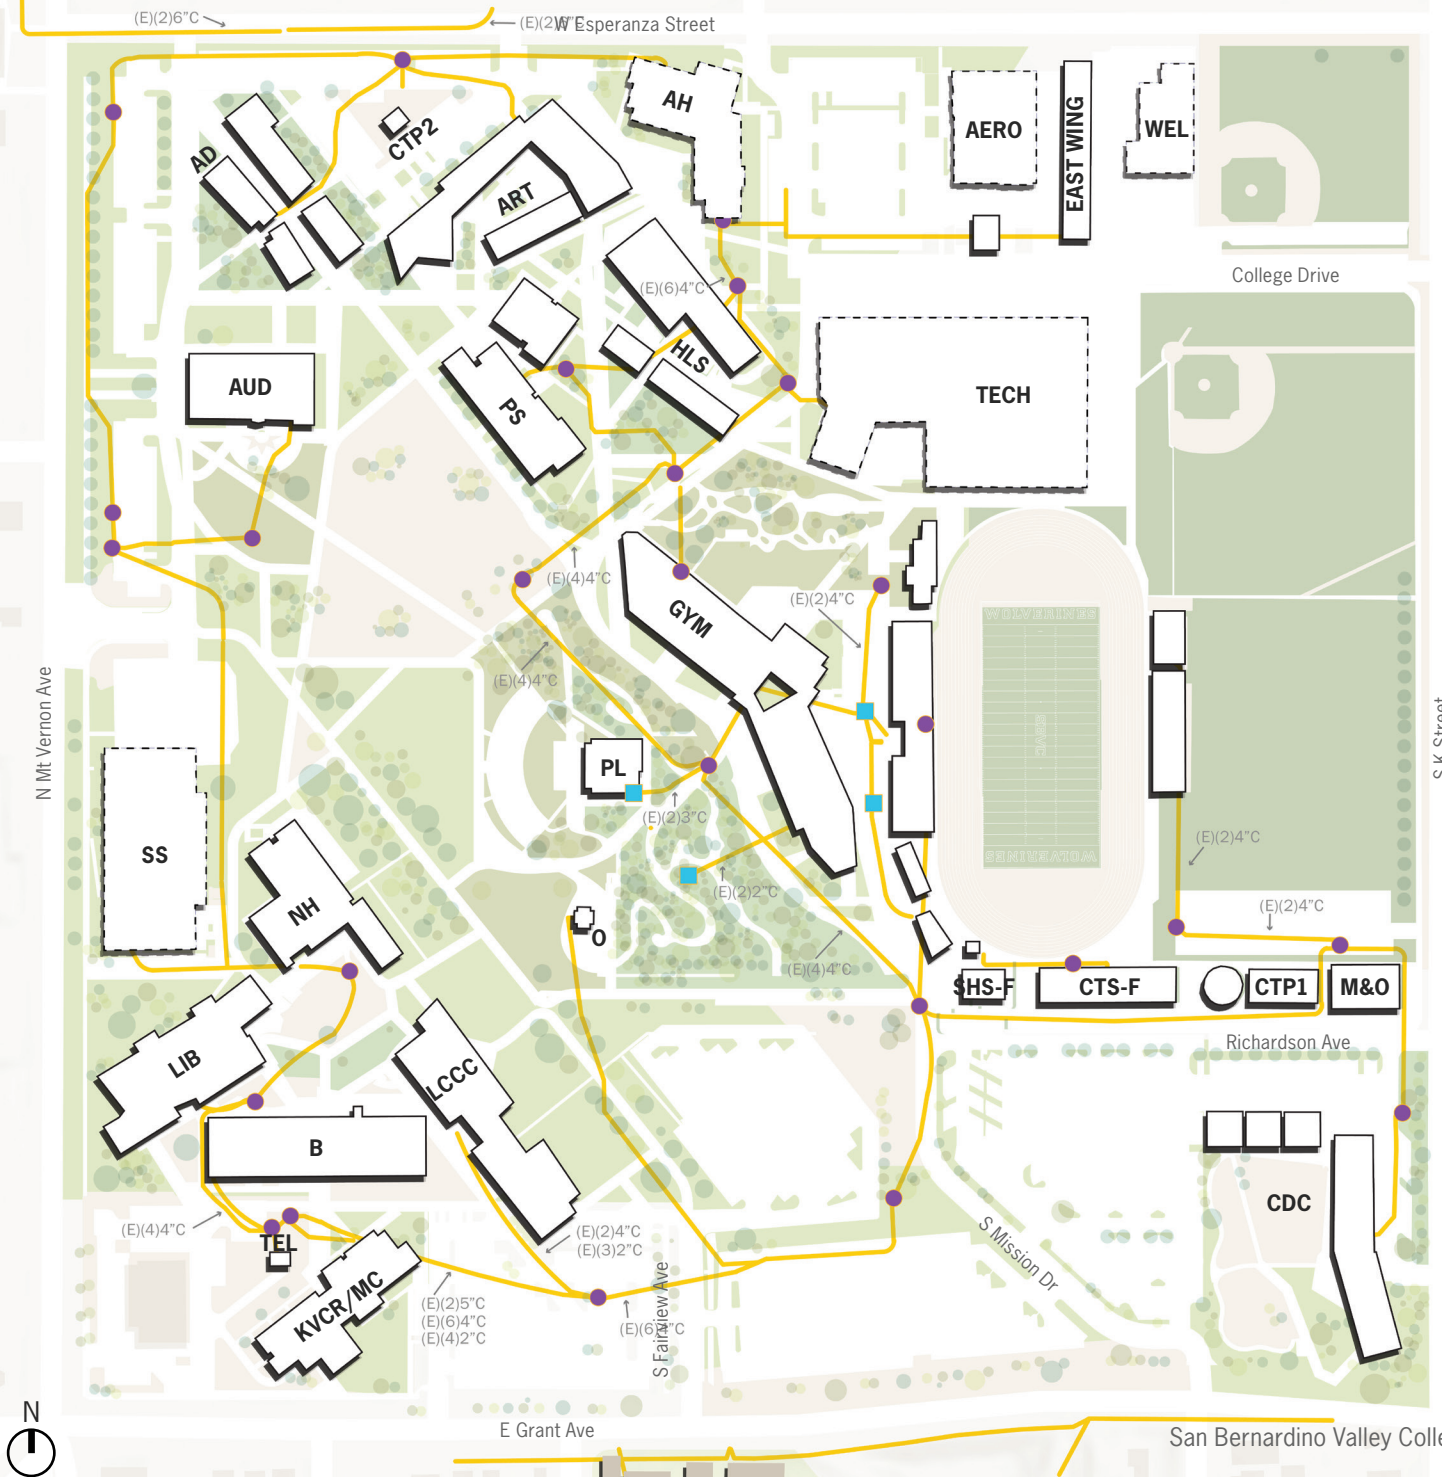 (E)(2)6"C
(E)(2)6"C
W Esperanza Street
AH
AERO
EAST WING
WEL
CTP2
AD
ART
College Drive
(E)(6)4"C
HLS
AUD
PS
TECH
(E)(4)4"C
(E)(2)4"C
GYM
WOLVERINES
SBVC
WOLVERINES
(E)(4)4"C
N Mt Vernon Ave
S K Street
PL
(E)(2)3"C
(E)(2)4"C
SS
(E)(2)2"C
NH
O
(E)(2)4"C
(E)(4)4"C
SHS-F
CTS-F
CTP1
M&O
Richardson Ave
LIB
LCCC
B
CDC
(E)(4)4"C
TEL
(E)(2)4"C
(E)(3)2"C
S Mission Dr
KVCR/MC
(E)(2)5"C
(E)(6)4"C
(E)(4)2"C
(E)(6)4"C
S Fairview Ave
N
E Grant Ave
San Bernardino Valley Colle